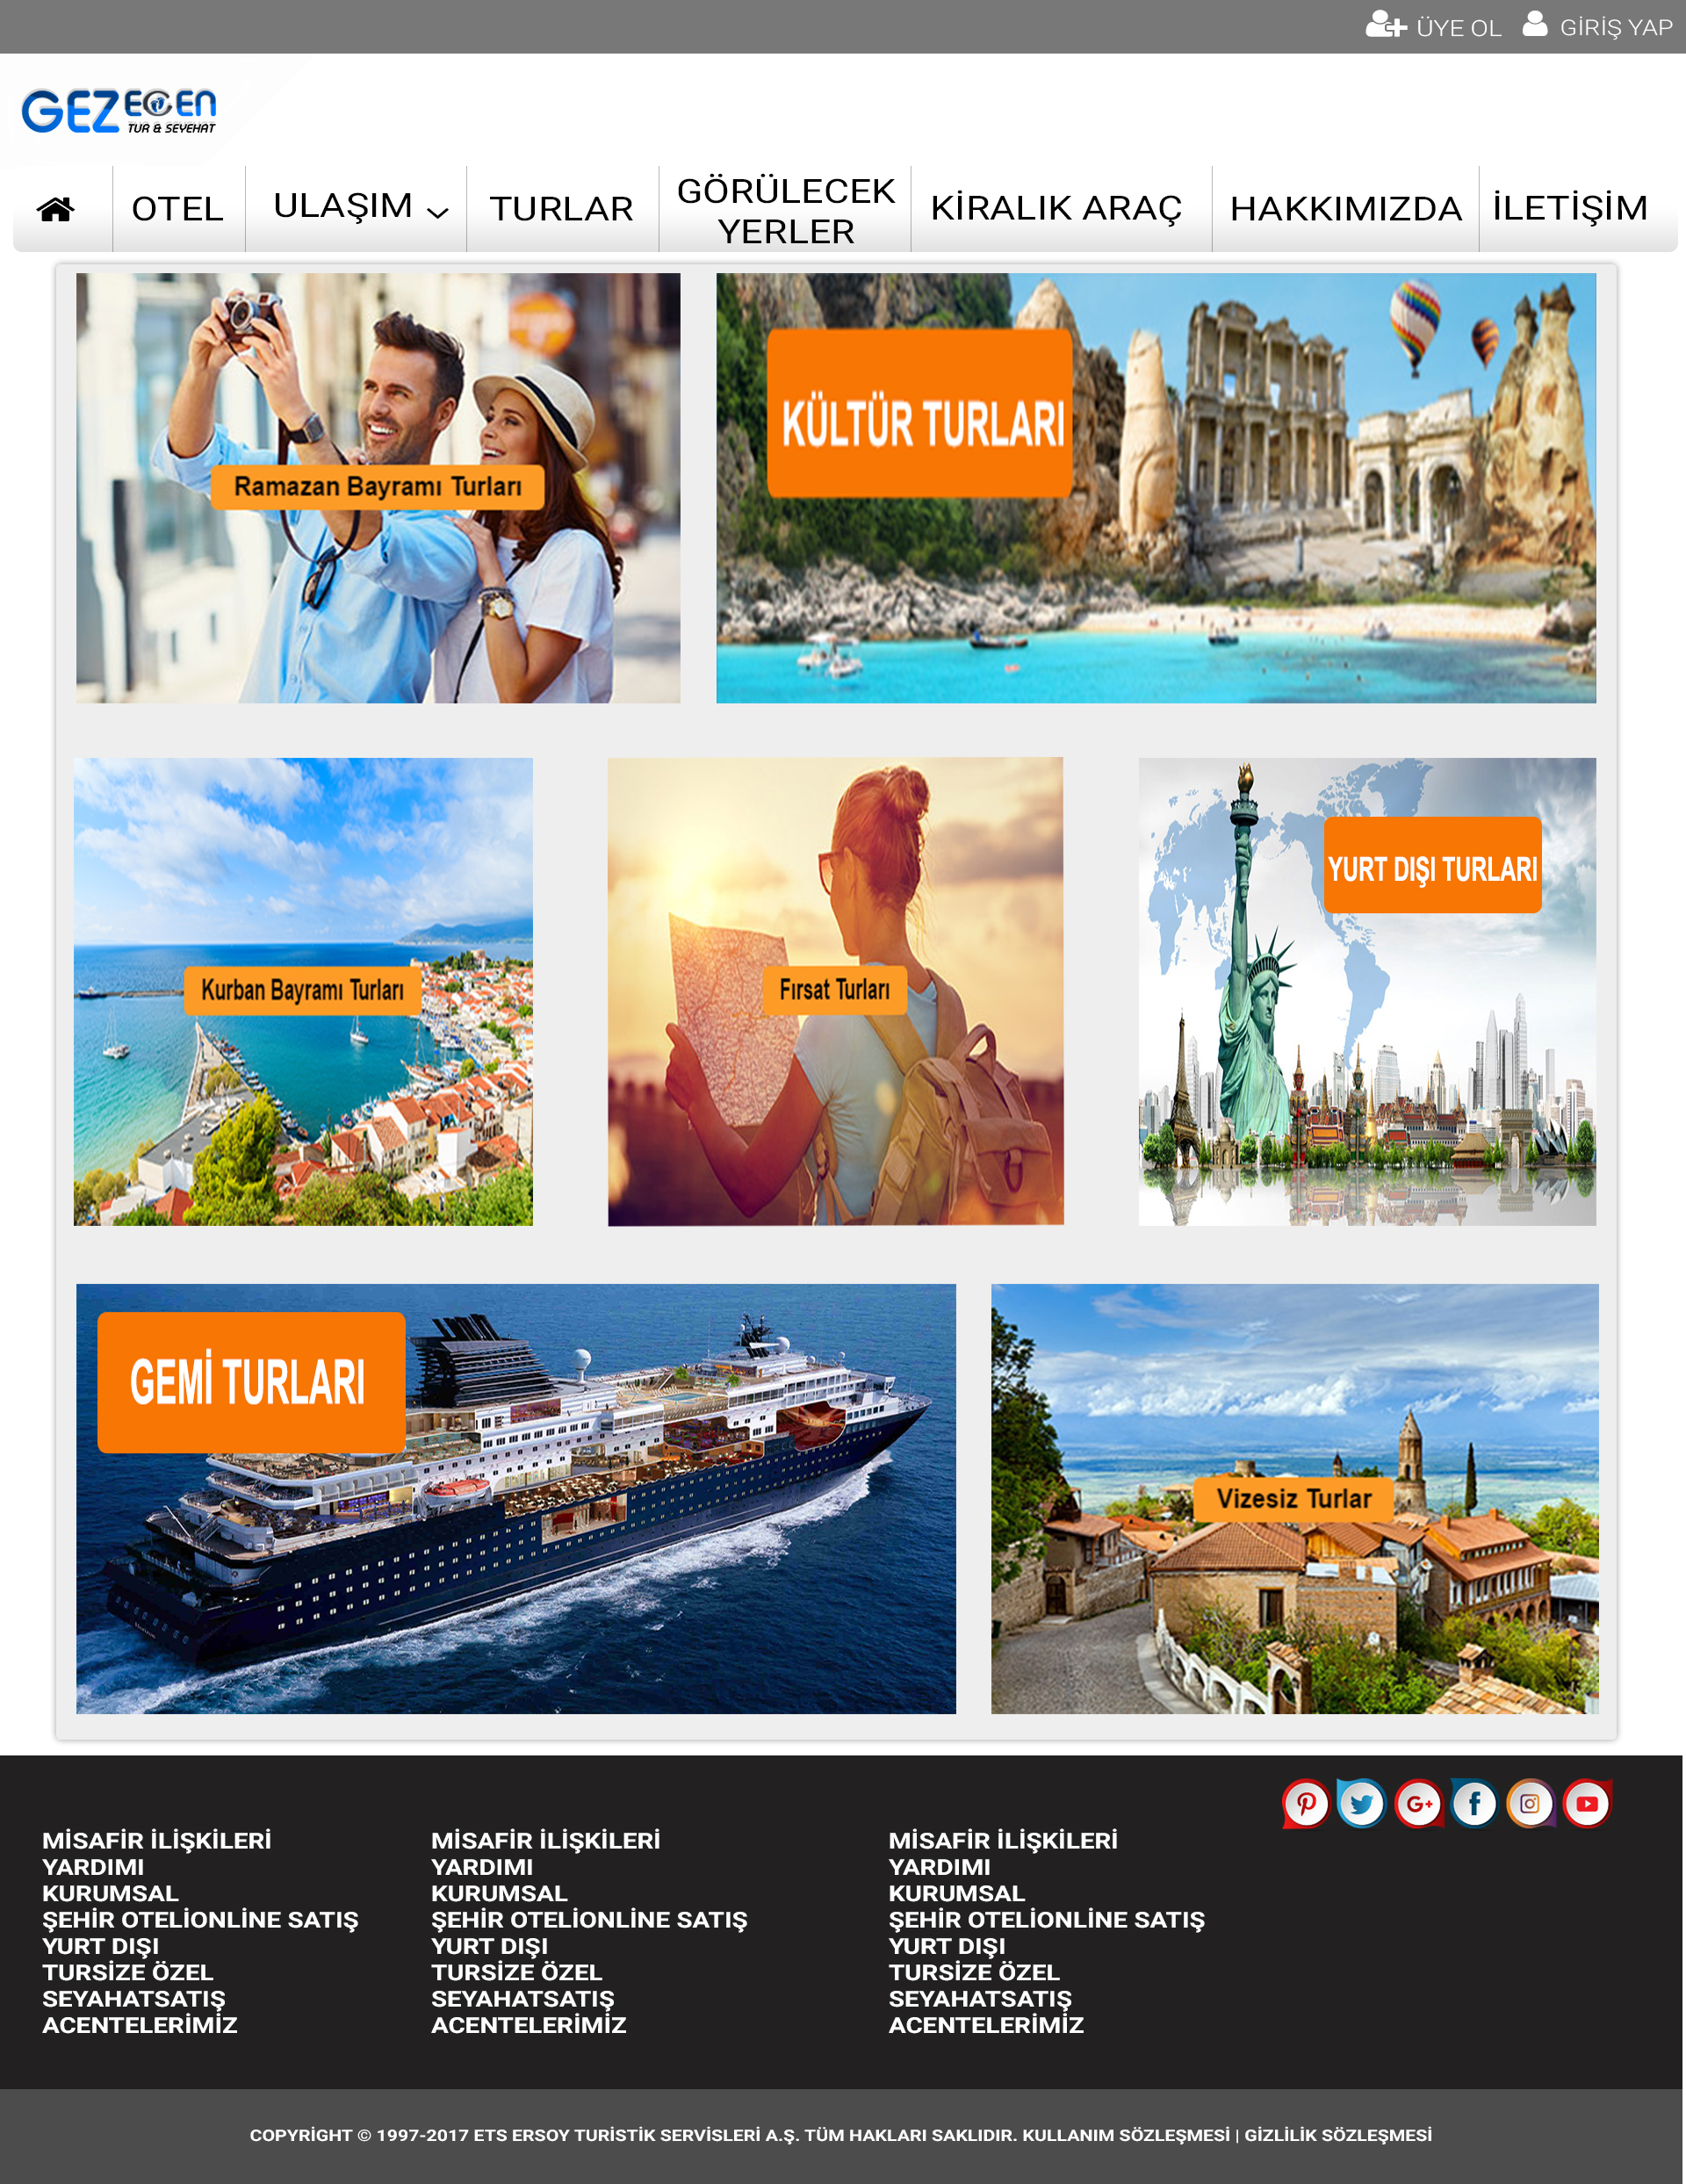 ÜYE OL GİRİŞ YAP
GEZEGEN
TUR & SEYEHAT
OTEL
ULAŞIM
TURLAR
GÖRÜLECEK
YERLER
KİRALIK ARAÇ
HAKKIMIZDA
İLETİŞİM
Ramazan Bayramı Turları
KÜLTÜR TURLARI
Kurban Bayramı Turları
Fırsat Turları
YURT DIŞI TURLARI
GEMİ TURLARI
Vizesiz Turlar
MİSAFİR İLİŞKİLERİ
YARDIMI
KURUMSAL
ŞEHİR OTELİONLİNE SATIŞ
YURT DIŞI
TURSİZE ÖZEL
SEYAHATSATIŞ
ACENTELERİMİZ
MİSAFİR İLİŞKİLERİ
YARDIMI
KURUMSAL
ŞEHİR OTELİONLİNE SATIŞ
YURT DIŞI
TURSİZE ÖZEL
SEYAHATSATIŞ
ACENTELERİMİZ
MİSAFİR İLİŞKİLERİ
YARDIMI
KURUMSAL
ŞEHİR OTELİONLİNE SATIŞ
YURT DIŞI
TURSİZE ÖZEL
SEYAHATSATIŞ
ACENTELERİMİZ
COPYRİGHT © 1997-2017 ETS ERSOY TURİSTİK SERVİSLERİ A.Ş. TÜM HAKLARI SAKLIDIR. KULLANIM SÖZLEŞMESİ | GİZLİLİK SÖZLEŞMESİ